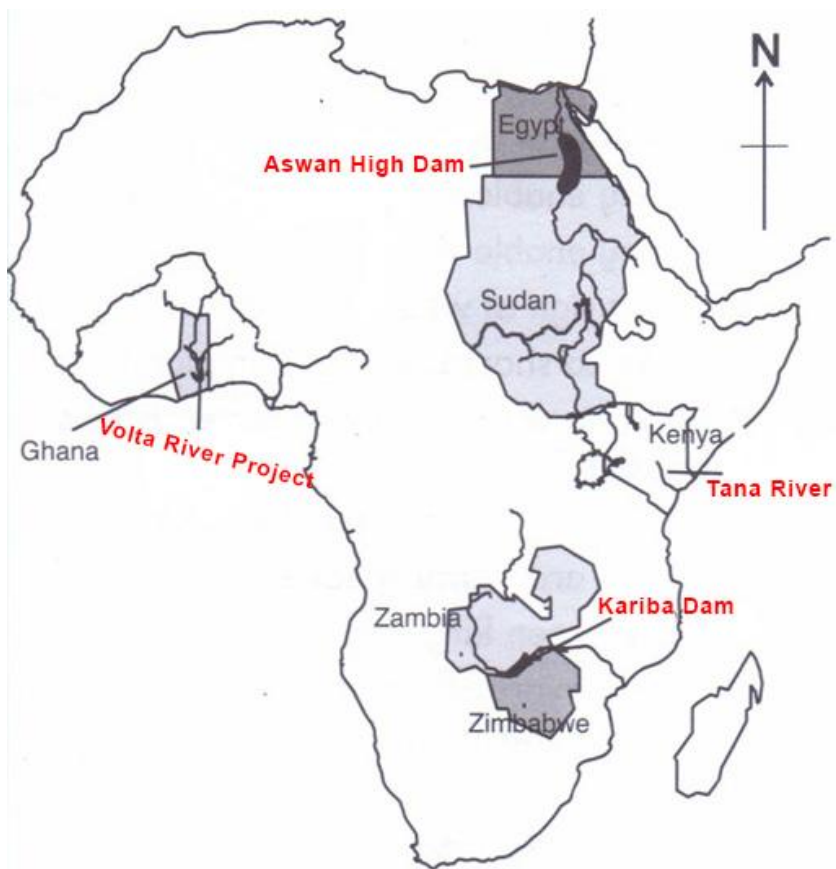 N
Egypt
Aswan High Dam
Sudan
Ghana
Volta River Project
Kenya
Tana River
Kariba Dam
Zambia
Zimbabwe